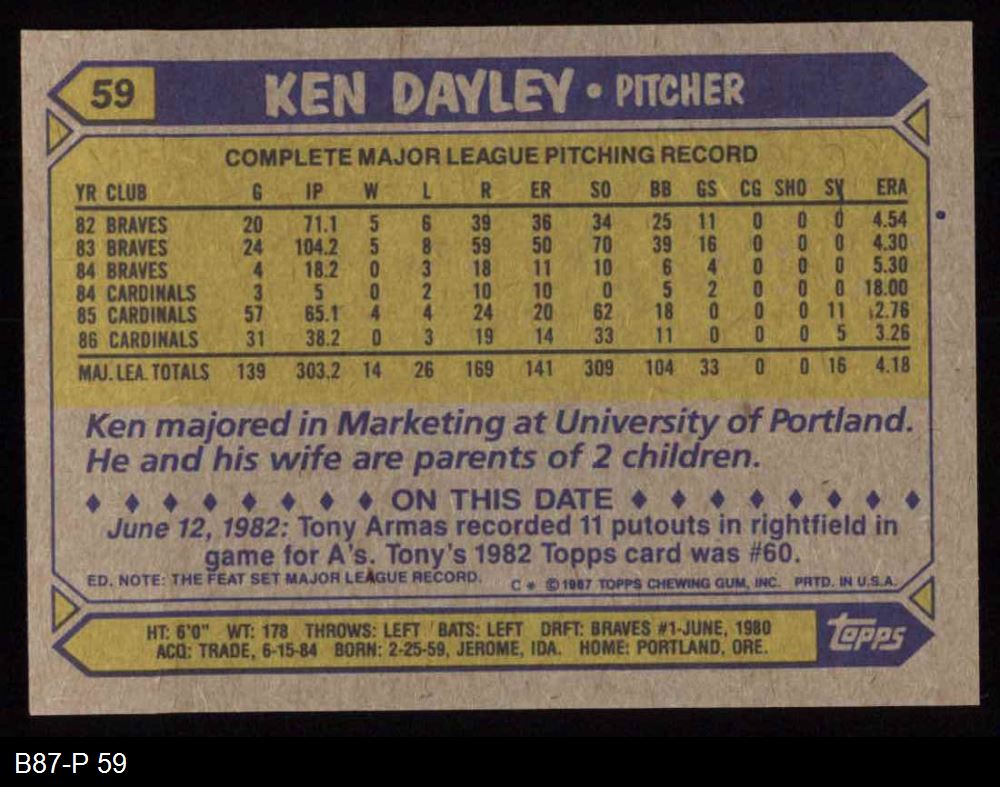 59 KEN DAYLEY • PITCHER
COMPLETE MAJOR LEAGUE PITCHING RECORD
YR CLUB G IP W L R ER SO BB GS CG SHO SV ERA
82 BRAVES 20 71.1 5 6 39 36 34 25 11 0 0 0 4.54
83 BRAVES 24 104.2 5 8 59 50 70 39 16 0 0 0 4.30
84 BRAVES 4 18.2 0 3 18 11 10 6 4 0 0 0 5.30
84 CARDINALS 3 5 0 2 10 10 0 5 2 0 0 0 18.00
85 CARDINALS 57 65.1 4 4 24 20 62 18 0 0 0 11 2.76
86 CARDINALS 31 38.2 0 3 19 14 33 11 0 0 0 5 3.26
MAJ. LEA. TOTALS 139 303.2 14 26 169 141 309 104 33 0 0 16 4.18
Ken majored in Marketing at University of Portland.
He and his wife are parents of 2 children.
♦ ♦ ♦ ♦ ♦ ♦ ♦ ♦ ON THIS DATE ♦ ♦ ♦ ♦ ♦ ♦ ♦ ♦
June 12, 1982: Tony Armas recorded 11 putouts in rightfield in
game for A's. Tony's 1982 Topps card was #60.
ED. NOTE: THE FEAT SET MAJOR LEAGUE RECORD. C * © 1987 TOPPS CHEWING GUM, INC. PRTD. IN U.S.A.
HT: 6'0" WT: 178 THROWS: LEFT BATS: LEFT DRFT: BRAVES #1-JUNE, 1980
ACQ: TRADE, 6-15-84 BORN: 2-25-59, JEROME, IDA. HOME: PORTLAND, ORE.
topps
B87-P 59